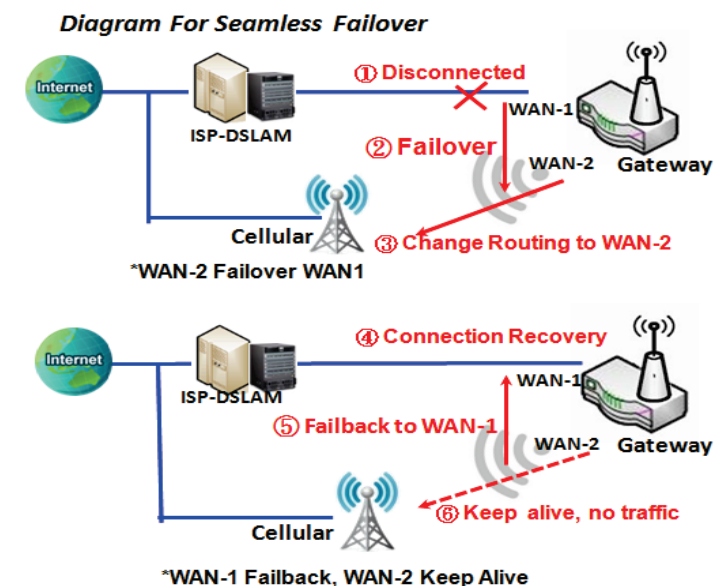 Diagram For Seamless Failover
Internet
① Disconnected
ISP-DSLAM
WAN-1
② Failover
WAN-2
Gateway
Cellular
③ Change Routing to WAN-2
*WAN-2 Failover WAN1
④ Connection Recovery
Internet
WAN-1
ISP-DSLAM
⑤ Failback to WAN-1
WAN-2
Gateway
⑥ Keep alive, no traffic
Cellular
*WAN-1 Failback, WAN-2 Keep Alive